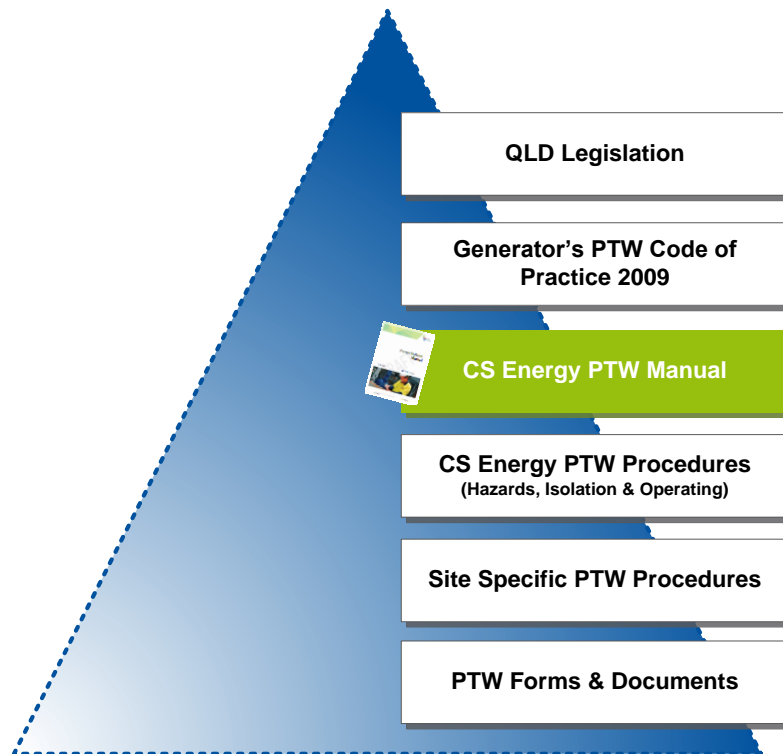 QLD Legislation
Generator's PTW Code of
Practice 2009
CS Energy PTW Manual
CS Energy PTW Procedures
(Hazards, Isolation & Operating)
Site Specific PTW Procedures
PTW Forms & Documents